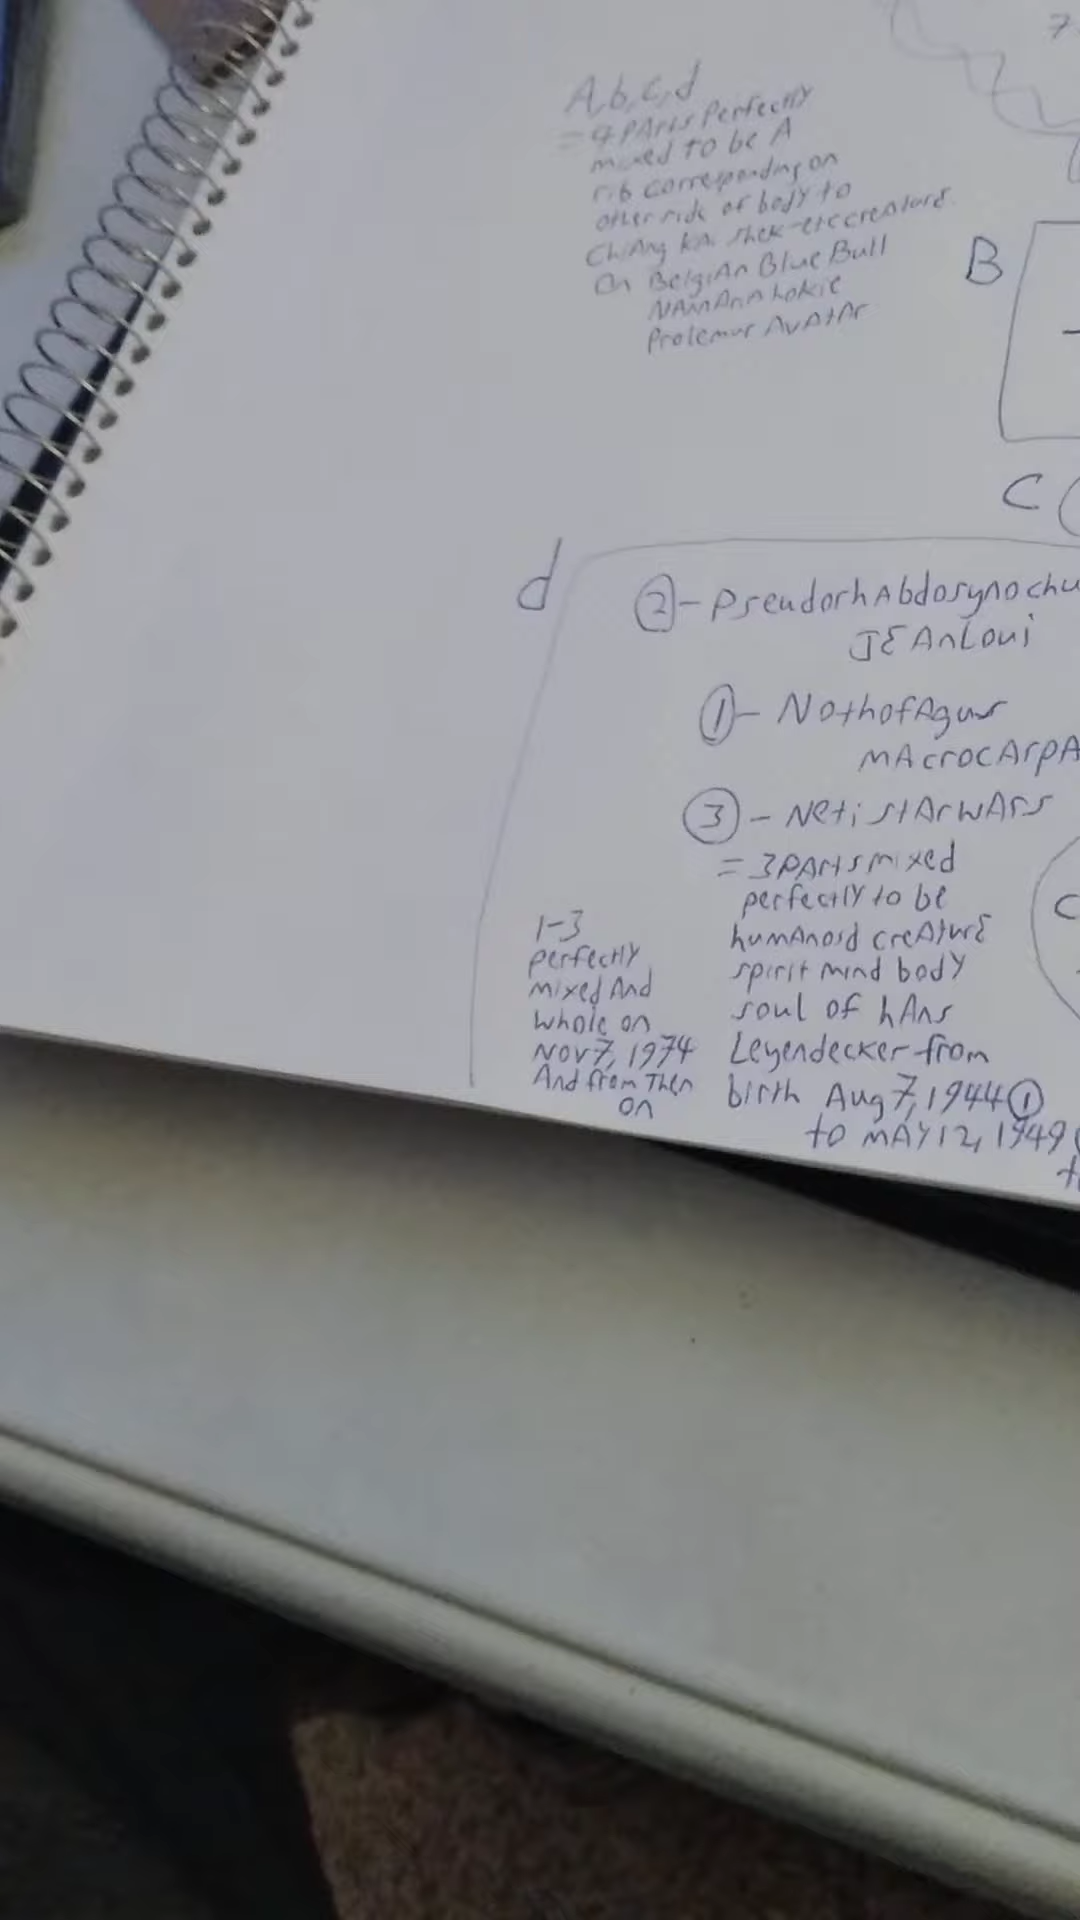 7
A,b,c,d
= 4 PArts Perfectly
mixed to be A
rib corresponding on
other side of body to
ChiAng kAi shek-etc creAturE
On BelgiAn Blue Bull
Prolemur AvAtAr
B
C
d
② - PseudorhAbdosynochu
JEAnLoui
① - NothofAgus
mAcrocArpA
③ - Neti stArwArs
= 3 PArts mixed
perfectly to be
humAnoid creAturE
spirit mind body
soul of hAns
Leyendecker from
birth Aug 7, 1944 ①
to MAY 12, 1949
1-3
perfectly
mixed And
whole on
Nov 7, 1974
And from Then
on
C